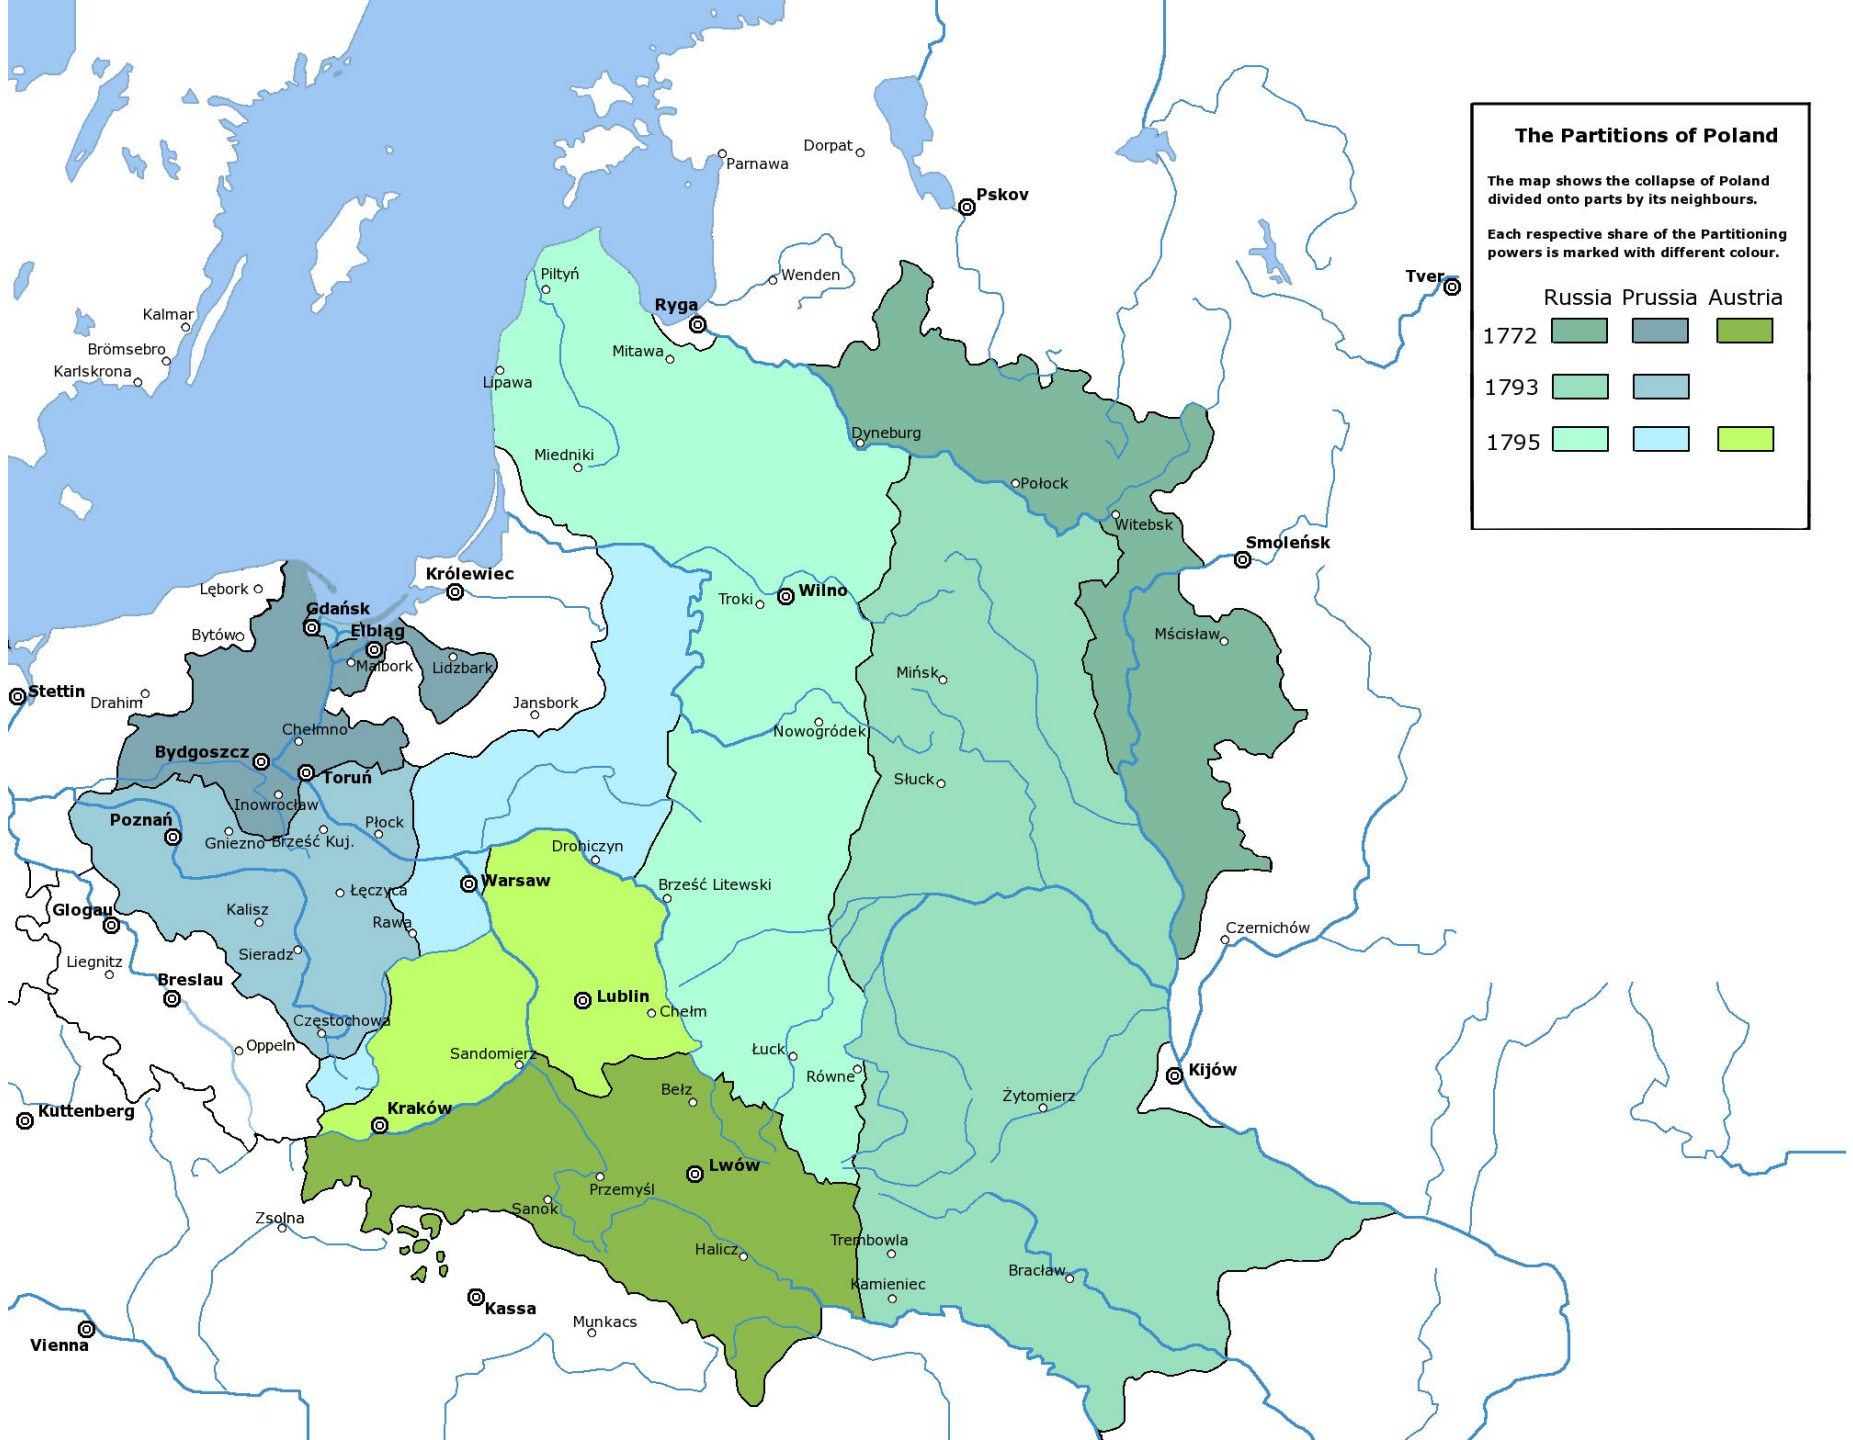 The Partitions of Poland
The map shows the collapse of Poland
divided onto parts by its neighbours.
Each respective share of the Partitioning
powers is marked with different colour.
Russia Prussia Austria
1772
1793
1795
Parnawa
Dorpat
Pskov
Tver
Piltyń
Wenden
Ryga
Kalmar
Brömsebro
Karlskrona
Mitawa
Lipawa
Dyneburg
Miedniki
Połock
Witebsk
Smoleńsk
Królewiec
Lębork
Gdańsk
Troki
Wilno
Elbląg
Bytów
Mścisław
Malbork
Lidzbark
Mińsk
Stettin
Drahim
Jansbork
Chełmno
Nowogródek
Bydgoszcz
Toruń
Słuck
Inowrocław
Poznań
Płock
Gniezno
Brześć Kuj.
Drohiczyn
Warsaw
Brześć Litewski
Łęczyca
Glogau
Kalisz
Rawa
Czernichów
Sieradz
Liegnitz
Breslau
Lublin
Chełm
Częstochowa
Oppeln
Sandomierz
Łuck
Równe
Kijów
Bełz
Żytomierz
Kuttenberg
Kraków
Lwów
Przemyśl
Sanok
Zsolna
Halicz
Trembowla
Bracław
Kamieniec
Kassa
Munkacs
Vienna